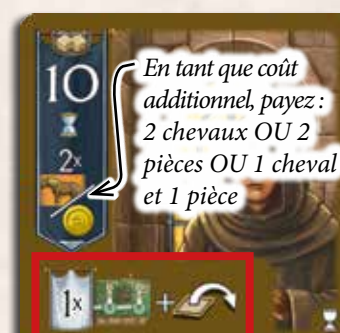 10
2x
En tant que coût
additionnel, payez :
2 chevaux OU 2
pièces OU 1 cheval
et 1 pièce
1x
+